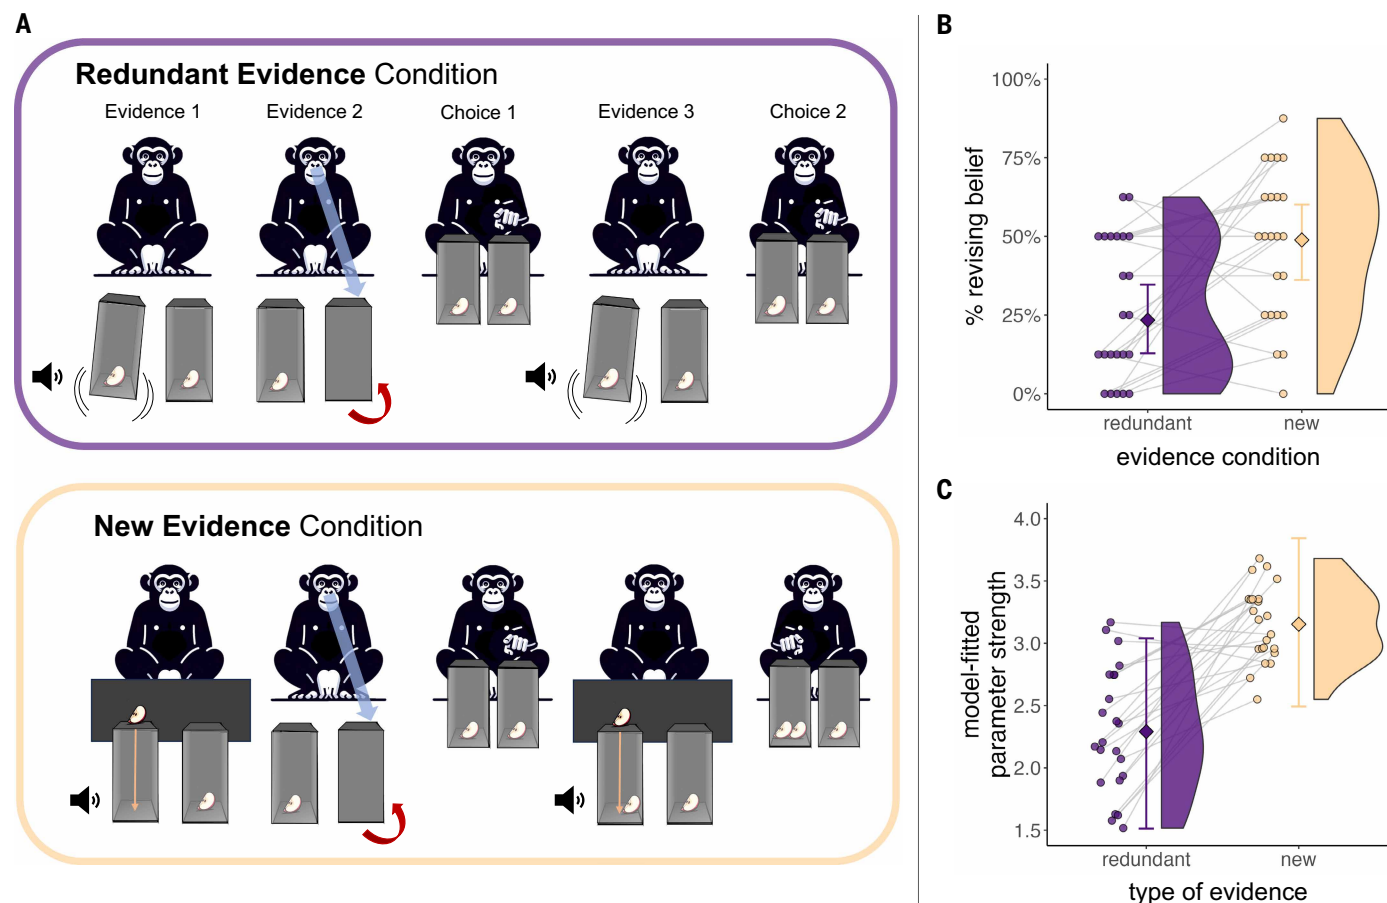 A
Redundant Evidence Condition
Evidence 1
Evidence 2
Choice 1
Evidence 3
Choice 2
New Evidence Condition
B
100%
75%
50%
25%
0%
% revising belief
redundant
new
evidence condition
C
4.0
3.5
3.0
2.5
2.0
1.5
model-fitted
parameter strength
redundant
new
type of evidence